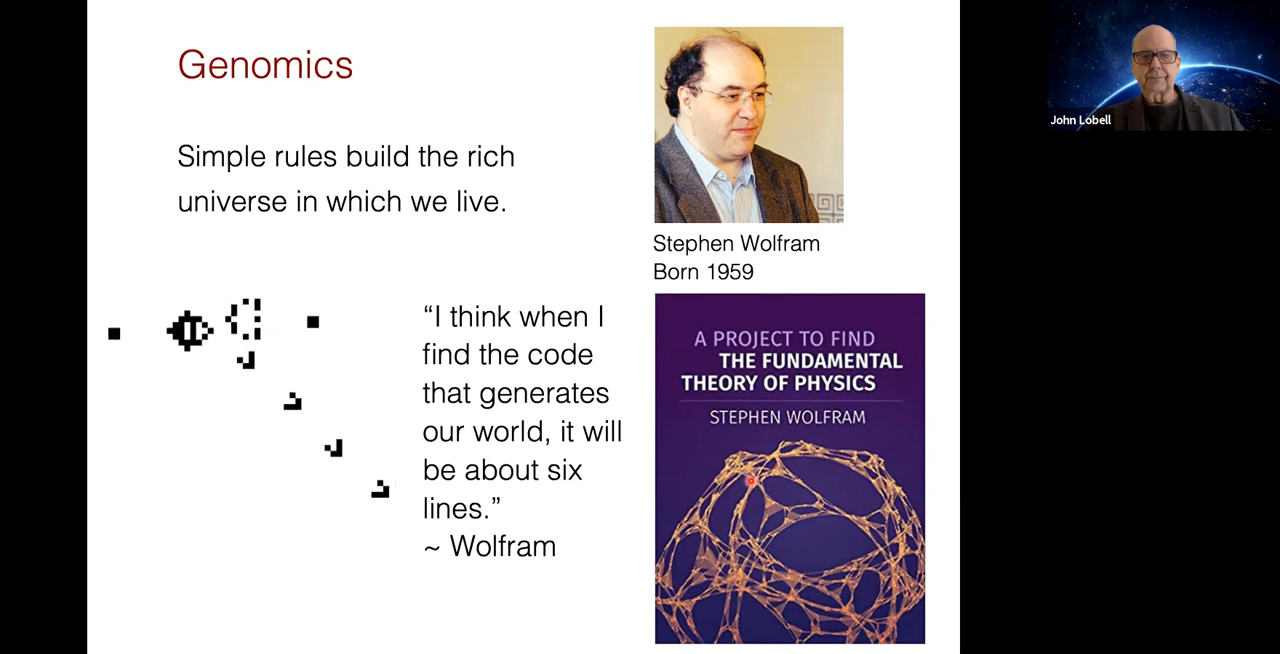 Genomics
Simple rules build the rich
universe in which we live.
“I think when I
find the code
that generates
our world, it will
be about six
lines.”
~ Wolfram
Stephen Wolfram
Born 1959
A PROJECT TO FIND
THE FUNDAMENTAL
THEORY OF PHYSICS
STEPHEN WOLFRAM
John Lobell